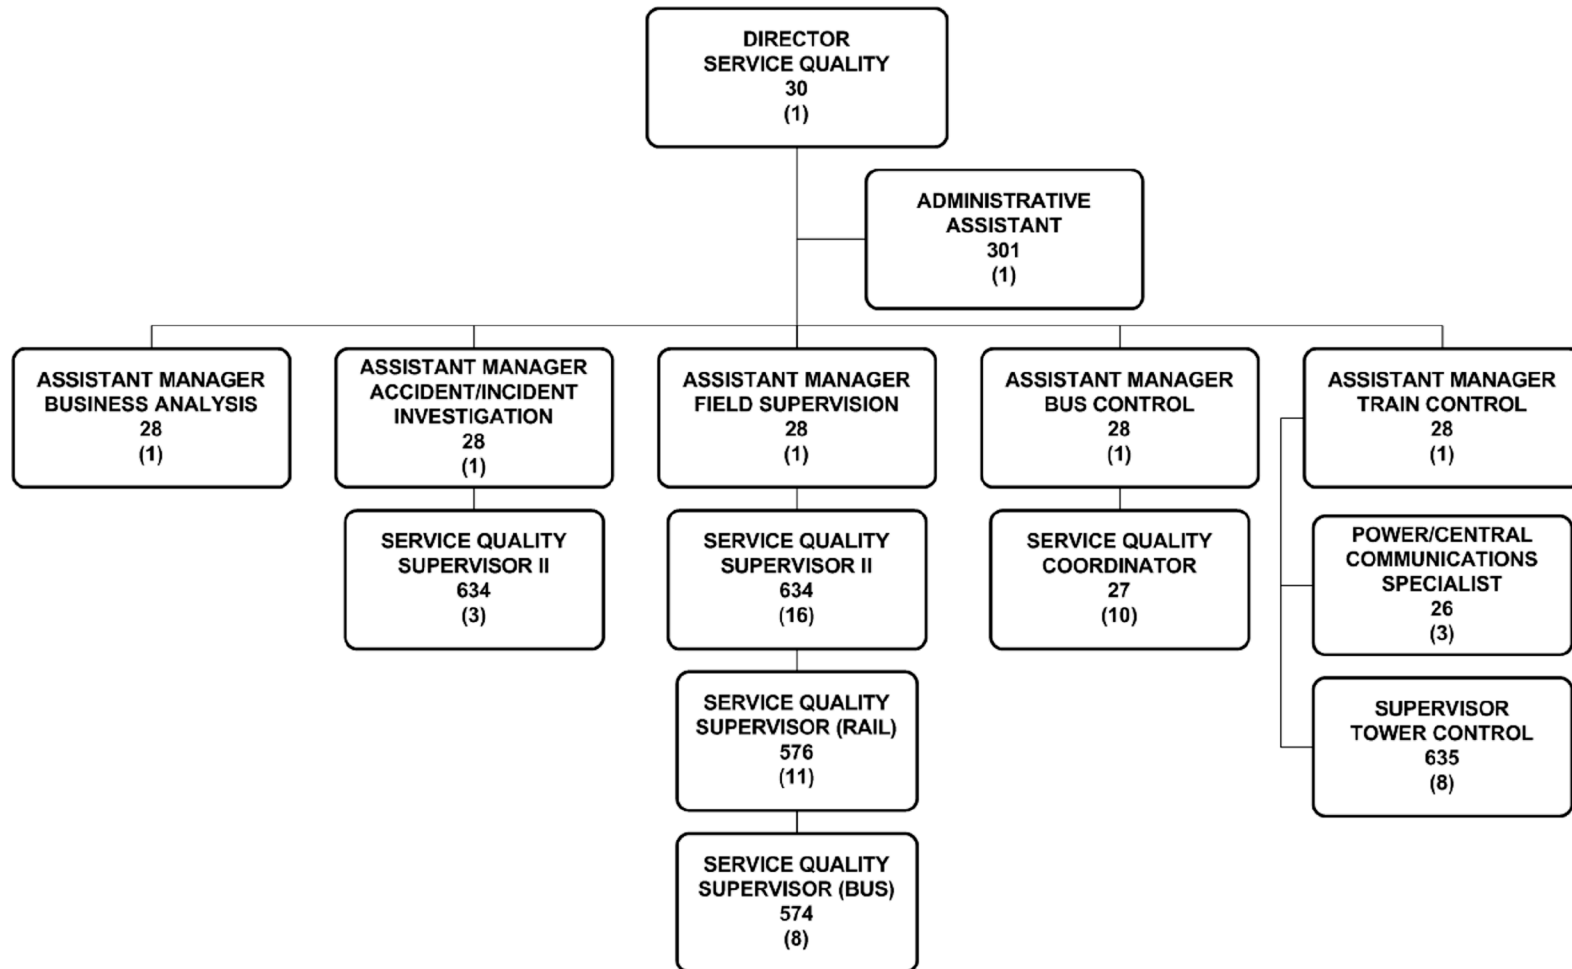 DIRECTOR
SERVICE QUALITY
30
(1)
ADMINISTRATIVE
ASSISTANT
301
(1)
ASSISTANT MANAGER
BUSINESS ANALYSIS
28
(1)
ASSISTANT MANAGER
ACCIDENT/INCIDENT
INVESTIGATION
28
(1)
ASSISTANT MANAGER
FIELD SUPERVISION
28
(1)
ASSISTANT MANAGER
BUS CONTROL
28
(1)
ASSISTANT MANAGER
TRAIN CONTROL
28
(1)
SERVICE QUALITY
SUPERVISOR II
634
(3)
SERVICE QUALITY
SUPERVISOR II
634
(16)
SERVICE QUALITY
COORDINATOR
27
(10)
POWER/CENTRAL
COMMUNICATIONS
SPECIALIST
26
(3)
SERVICE QUALITY
SUPERVISOR (RAIL)
576
(11)
SUPERVISOR
TOWER CONTROL
635
(8)
SERVICE QUALITY
SUPERVISOR (BUS)
574
(8)